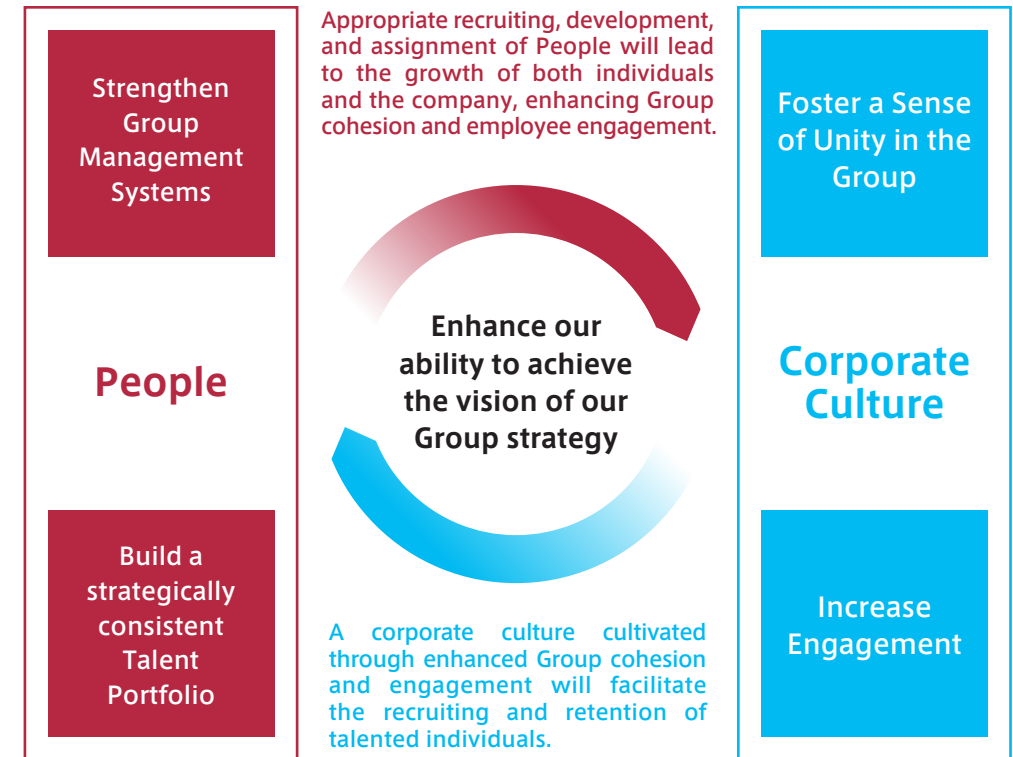 Strengthen
Group
Management
Systems
People
Build a
strategically
consistent
Talent
Portfolio
Appropriate recruiting, development,
and assignment of People will lead
to the growth of both individuals
and the company, enhancing Group
cohesion and employee engagement.
Enhance our
ability to achieve
the vision of our
Group strategy
A corporate culture cultivated
through enhanced Group cohesion
and engagement will facilitate
the recruiting and retention of
talented individuals.
Foster a Sense
of Unity in the
Group
Corporate
Culture
Increase
Engagement